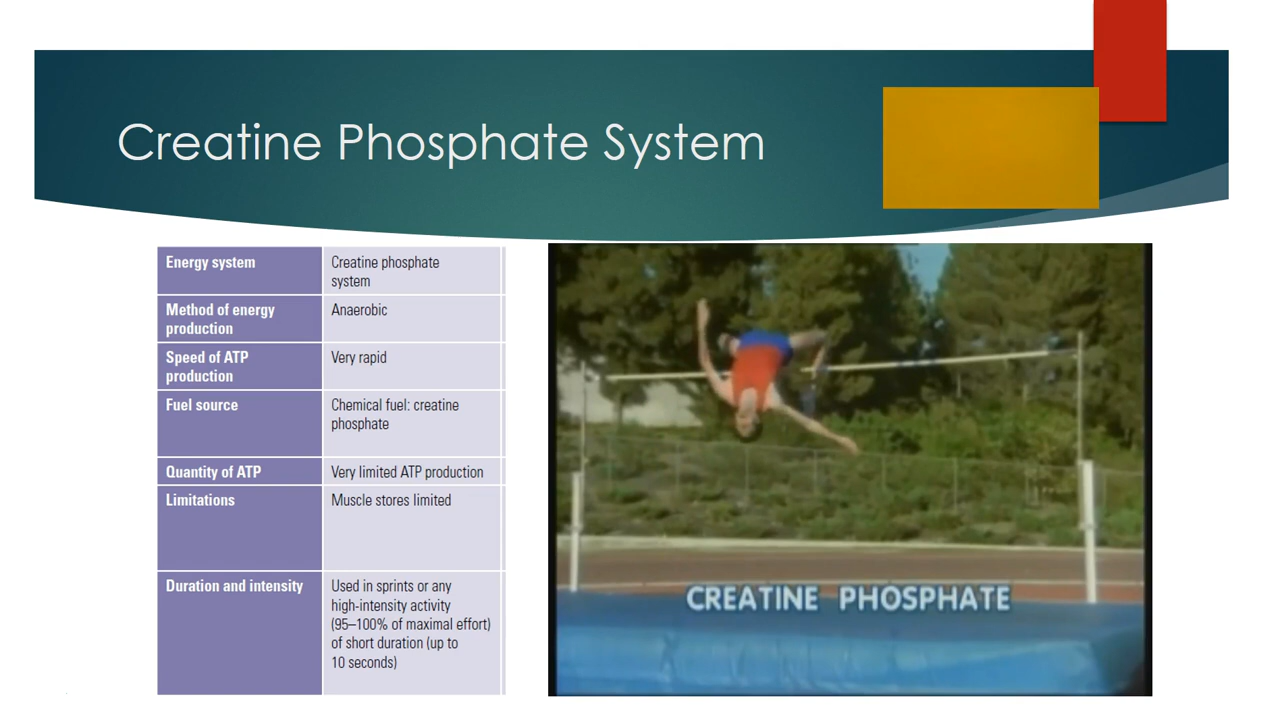 Creatine Phosphate System
Energy system
Creatine phosphate
system
Method of energy
production
Anaerobic
Speed of ATP
production
Very rapid
Fuel source
Chemical fuel: creatine
phosphate
Quantity of ATP
Very limited ATP production
Limitations
Muscle stores limited
Duration and intensity
Used in sprints or any
high-intensity activity
(95–100% of maximal effort)
of short duration (up to
10 seconds)
CREATINE PHOSPHATE